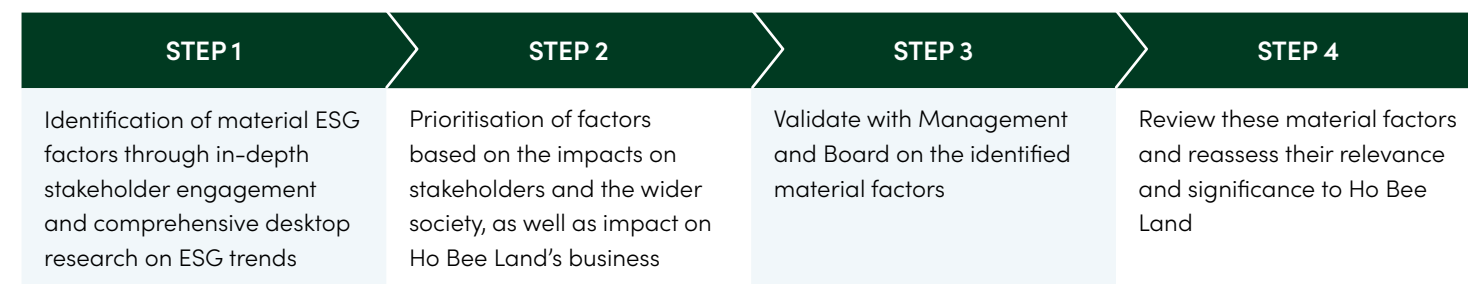 STEP 1
Identification of material ESG
factors through in-depth
stakeholder engagement
and comprehensive desktop
research on ESG trends
STEP 2
Prioritisation of factors
based on the impacts on
stakeholders and the wider
society, as well as impact on
Ho Bee Land's business
STEP 3
Validate with Management
and Board on the identified
material factors
STEP 4
Review these material factors
and reassess their relevance
and significance to Ho Bee
Land